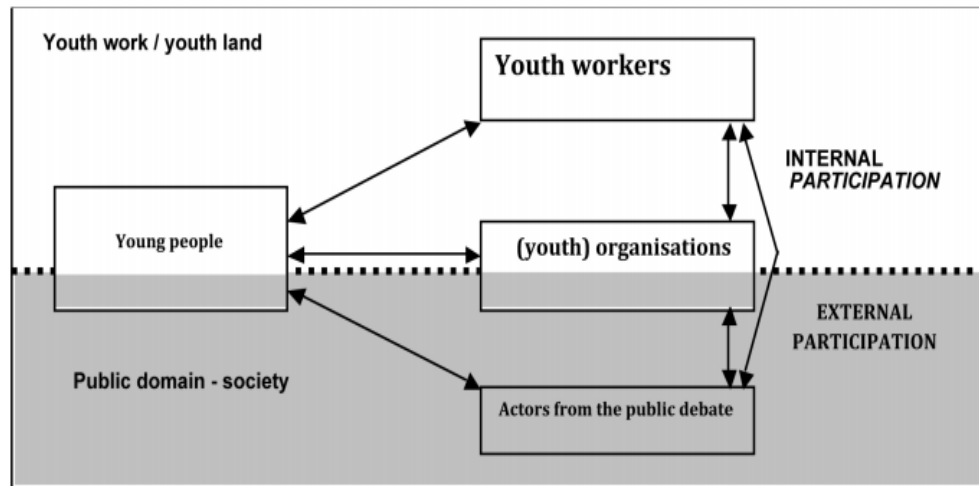 Youth work / youth land
Youth workers
INTERNAL
PARTICIPATION
Young people
(youth) organisations
EXTERNAL
PARTICIPATION
Public domain - society
Actors from the public debate